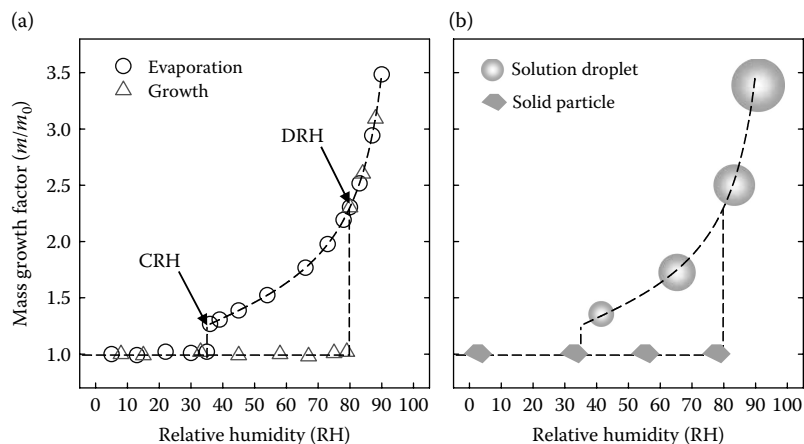 (a)
Evaporation
Growth
DRH
CRH
Mass growth factor (m/m0)
3.5
3.0
2.5
2.0
1.5
1.0
0 10 20 30 40 50 60 70 80 90 100
Relative humidity (RH)
(b)
Solution droplet
Solid particle
0 10 20 30 40 50 60 70 80 90 100
Relative humidity (RH)